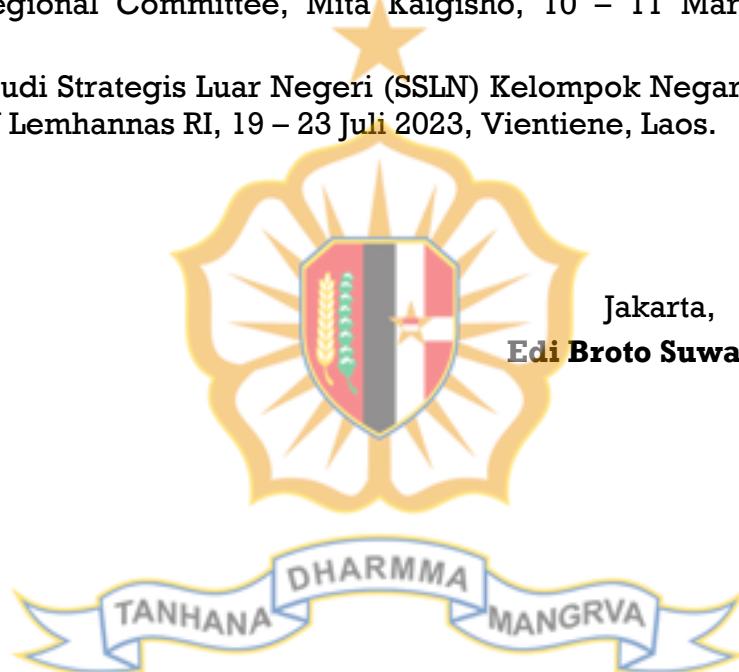 egional Committee, Mita Kaigisho, 10 – 11 Mar
udi Strategis Luar Negeri (SSLN) Kelompok Negar
Lemhannas RI, 19 – 23 Juli 2023, Vientiene, Laos.
Jakarta,
Edi Broto Suwa
TANHANA DHARMMA MANGRVA